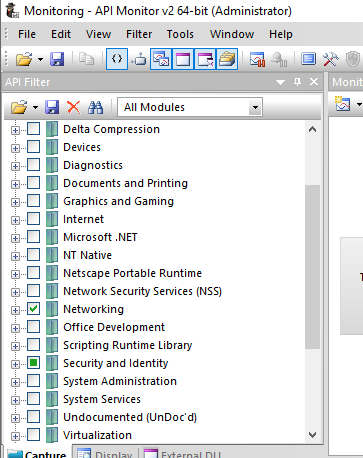 Monitoring - API Monitor v2 64-bit (Administrator)
File Edit View Filter Tools Window Help
API Filter
Monit
All Modules
Delta Compression
Devices
Diagnostics
Documents and Printing
Graphics and Gaming
Internet
Microsoft .NET
NT Native
Netscape Portable Runtime
Network Security Services (NSS)
Networking
Office Development
Scripting Runtime Library
Security and Identity
System Administration
System Services
Undocumented (UnDoc'd)
Virtualization
Capture Display External DLL